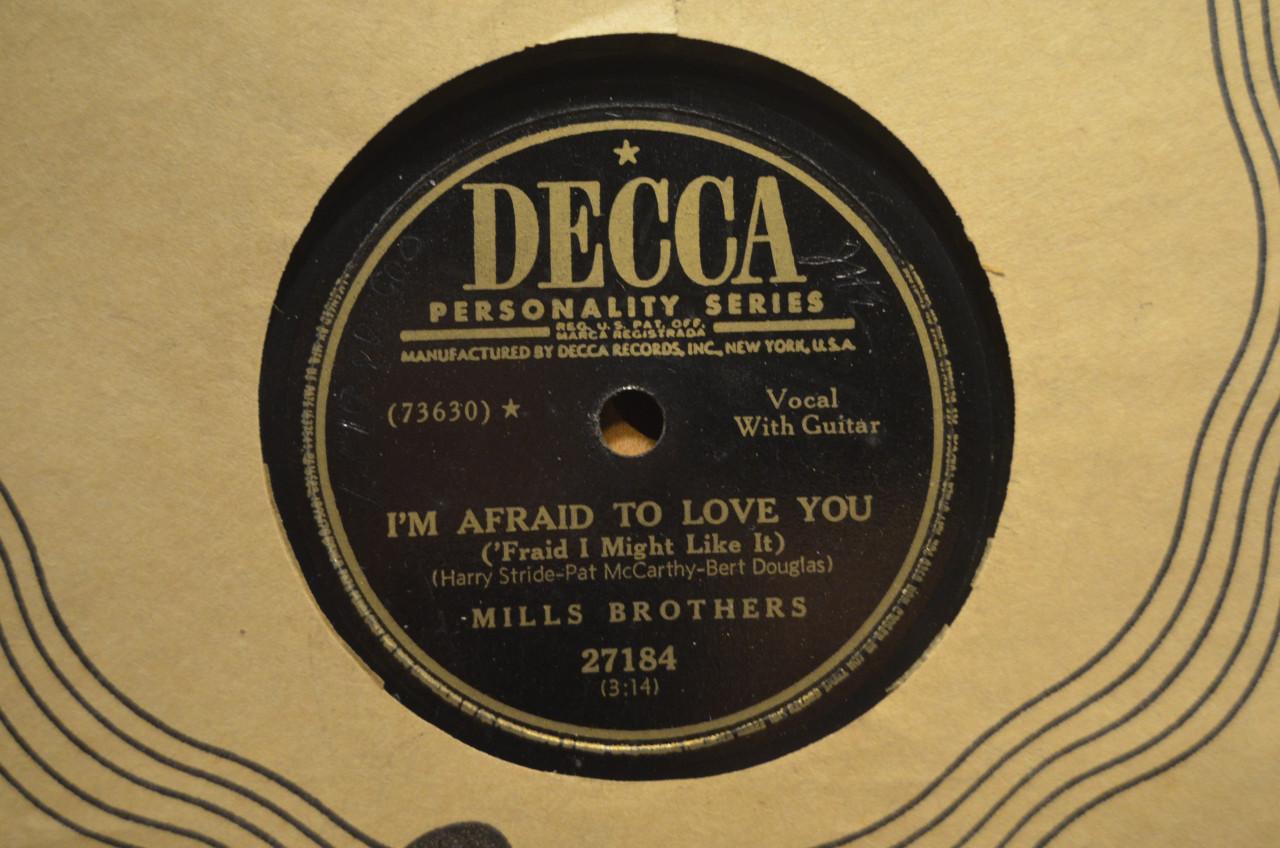 DECCA
PERSONALITY SERIES
REG. U. S. PAT. OFF.
MARCA REGISTRADA
MANUFACTURED BY DECCA RECORDS, INC., NEW YORK, U.S.A.
(73630) ★
Vocal
With Guitar
I'M AFRAID TO LOVE YOU
('Fraid I Might Like It)
(Harry Stride-Pat McCarthy-Bert Douglas)
MILLS BROTHERS
27184
(3:14)